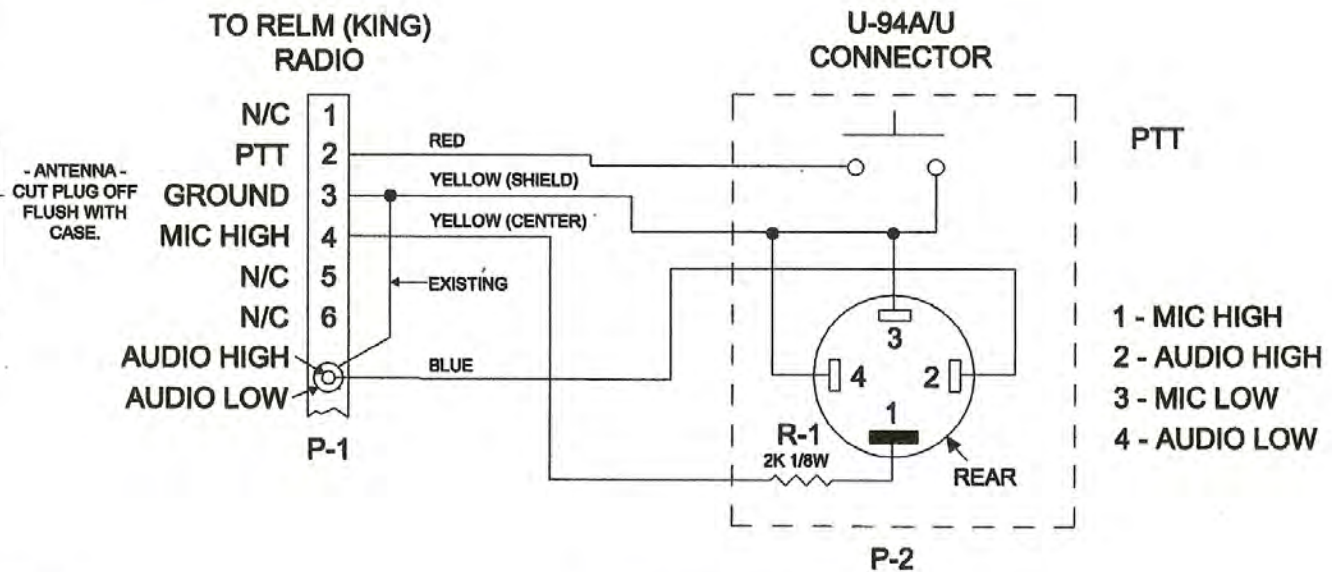 TO RELM (KING)
RADIO
U-94A/U
CONNECTOR
N/C 1
PTT 2
RED
PTT
- ANTENNA -
CUT PLUG OFF
FLUSH WITH
CASE.
GROUND 3
YELLOW (SHIELD)
MIC HIGH 4
YELLOW (CENTER)
N/C 5
EXISTING
N/C 6
AUDIO HIGH
AUDIO LOW
BLUE
P-1
3
4
2
1
R-1
2K 1/8W
REAR
1 - MIC HIGH
2 - AUDIO HIGH
3 - MIC LOW
4 - AUDIO LOW
P-2